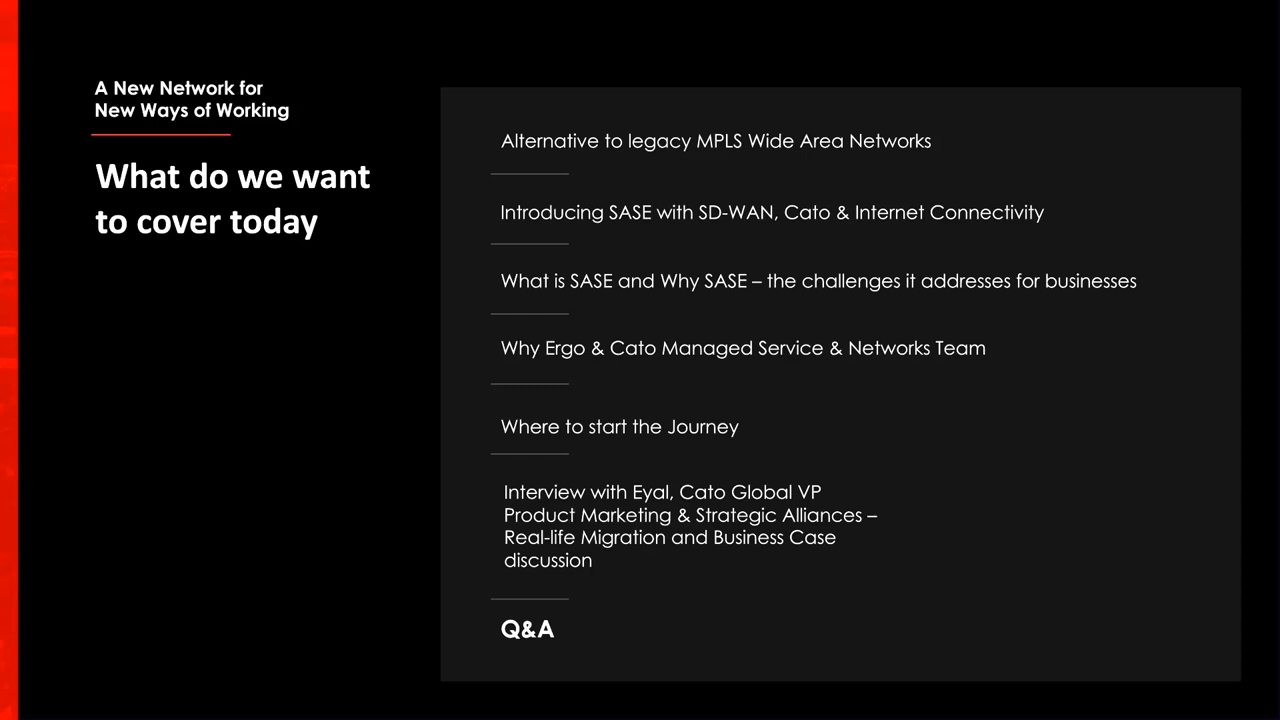 A New Network for
New Ways of Working
What do we want
to cover today
Alternative to legacy MPLS Wide Area Networks
Introducing SASE with SD-WAN, Cato & Internet Connectivity
What is SASE and Why SASE – the challenges it addresses for businesses
Why Ergo & Cato Managed Service & Networks Team
Where to start the Journey
Interview with Eyal, Cato Global VP
Product Marketing & Strategic Alliances –
Real-life Migration and Business Case
discussion
Q&A